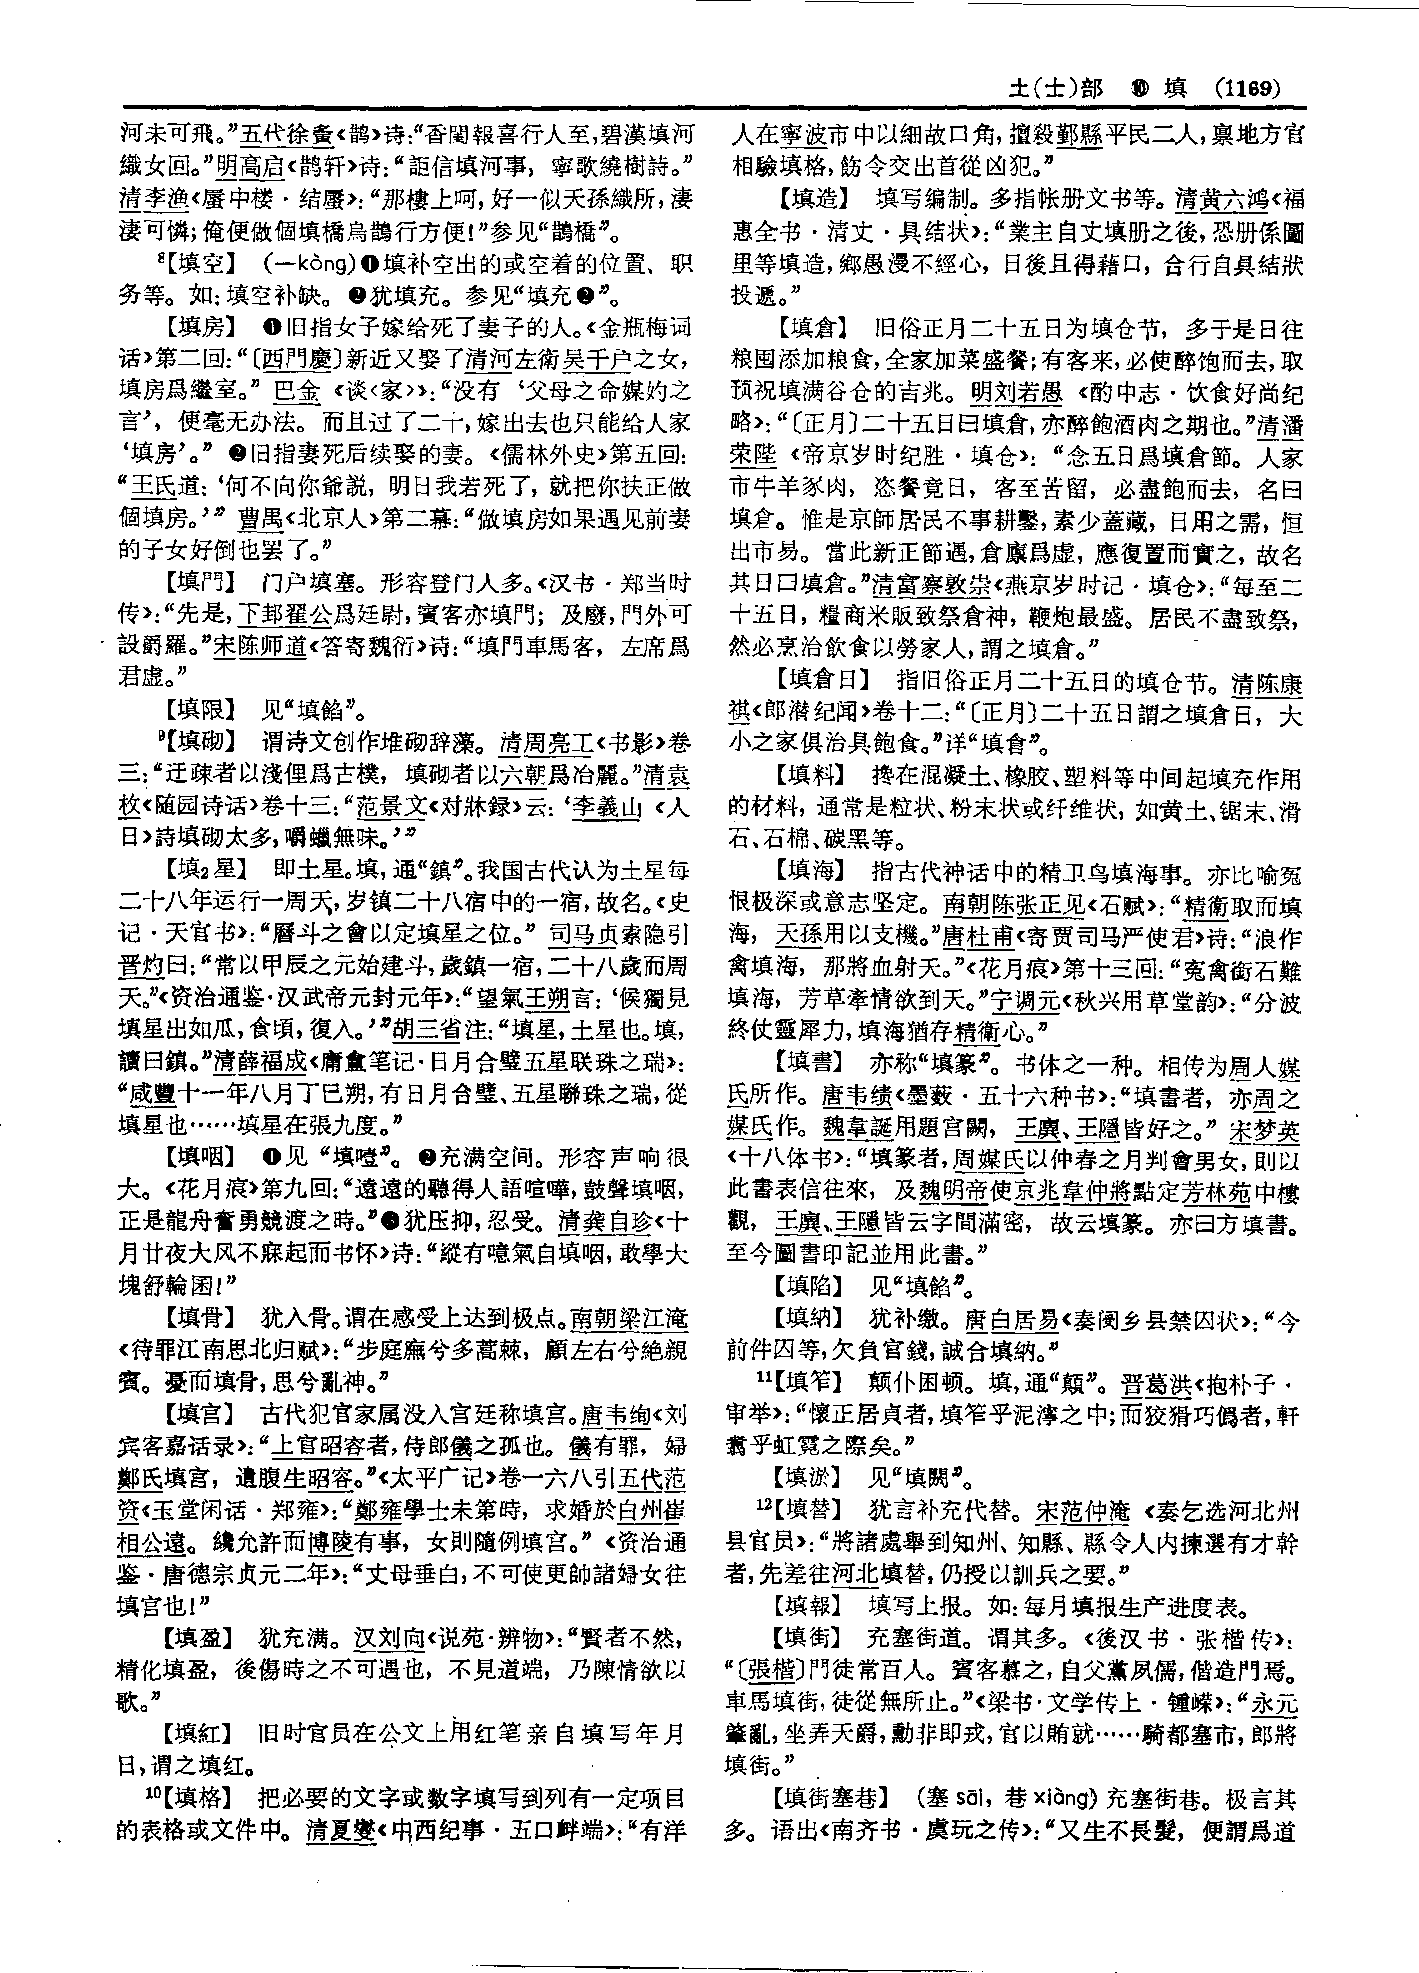 土(士)部　❿　填　(1169)
河未可飛。”五代徐夤《鹊》诗:“香閨報喜行人至,碧漢填河
織女回。”明高启《鹊轩》诗:“詎信填河事，寧歌繞樹詩。”
清李渔《蜃中楼·结蜃》:“那樓上呵,好一似天孫織所,淒
淒可憐;俺便做個填橋烏鵲行方便!”参见“鹊橋”。
⁸【填空】　(—kòng)❶填补空出的或空着的位置、职
务等。如:填空补缺。❷犹填充。参见“填充❷”。
【填房】　❶旧指女子嫁给死了妻子的人。《金瓶梅词
话》第二回:“〔西門慶〕新近又娶了清河左衛吴千户之女,
填房爲繼室。”巴金《谈〈家〉》:“没有‘父母之命媒妁之
言’，便毫无办法。而且过了二十,嫁出去也只能给人家
‘填房’。”❷旧指妻死后续娶的妻。《儒林外史》第五回:
“王氏道:‘何不向你爺説，明日我若死了，就把你扶正做
個填房。’”曹禺《北京人》第二幕:“做填房如果遇见前妻
的子女好倒也罢了。”
【填門】　门户填塞。形容登门人多。《汉书·郑当时
传》:“先是,下邽翟公爲廷尉,賓客亦填門；及廢,門外可
設爵羅。”宋陈师道《答寄魏衍》诗:“填門車馬客，左席爲
君虚。”
【填限】　见“填餡”。
⁹【填砌】　谓诗文创作堆砌辞藻。清周亮工《书影》卷
三:“迂疎者以淺俚爲古樸，填砌者以六朝爲冶麗。”清袁
枚《随园诗话》卷十三:“范景文《对牀録》云:‘李義山《人
日》詩填砌太多,嚼蠟無味。’”
【填₂星】　即土星。填,通“鎮”。我国古代认为土星每
二十八年运行一周天,岁镇二十八宿中的一宿,故名。《史
记·天官书》:“曆斗之會以定填星之位。”司马贞索隐引
晋灼曰:“常以甲辰之元始建斗,歲鎮一宿,二十八歲而周
天。”《资治通鉴·汉武帝元封元年》:“望氣王朔言:‘候獨見
填星出如瓜,食頃,復入。’”胡三省注:“填星,土星也。填,
讀曰鎮。”清薛福成《庸盦笔记·日月合璧五星联珠之瑞》:
“咸豐十一年八月丁巳朔,有日月合璧、五星聯珠之瑞,從
填星也……填星在張九度。”
【填咽】　❶见“填噎”。❷充满空间。形容声响很
大。《花月痕》第九回:“遠遠的聽得人語喧嘩,鼓聲填咽,
正是龍舟奮勇競渡之時。”❸犹压抑,忍受。清龚自珍《十
月廿夜大风不寐起而书怀》诗:“縱有噫氣自填咽,敢學大
塊舒輪囷!”
【填骨】　犹入骨。谓在感受上达到极点。南朝梁江淹
《待罪江南思北归赋》:“步庭廡兮多蒿棘，顧左右兮絶親
賓。憂而填骨,思兮亂神。”
【填宫】　古代犯官家属没入宫廷称填宫。唐韦绚《刘
宾客嘉话录》:“上官昭容者,侍郎儀之孤也。儀有罪，婦
鄭氏填宫，遺腹生昭容。”《太平广记》卷一六八引五代范
资《玉堂闲话·郑雍》:“鄭雍學士未第時，求婚於白州崔
相公遠。纔允許而博陵有事，女則隨例填宫。”《资治通
鉴·唐德宗贞元二年》:“丈母垂白,不可使更帥諸婦女往
填宫也!”
【填盈】　犹充满。汉刘向《说苑·辨物》:“賢者不然,
精化填盈，後傷時之不可遇也，不見道端，乃陳情欲以
歌。”
【填紅】　旧时官员在公文上用红笔亲自填写年月
日,谓之填红。
¹⁰【填格】　把必要的文字或数字填写到列有一定项目
的表格或文件中。清夏燮《中西纪事·五口衅端》:“有洋
人在寧波市中以細故口角,擅殺鄞縣平民二人,禀地方官
相驗填格,飭令交出首從凶犯。”
【填造】　填写编制。多指帐册文书等。清黄六鸿《福
惠全书·清丈·具结状》:“業主自丈填册之後,恐册係圖
里等填造,鄉愚漫不經心，日後且得藉口，合行自具結狀
投遞。”
【填倉】　旧俗正月二十五日为填仓节，多于是日往
粮囤添加粮食,全家加菜盛餐;有客来,必使醉饱而去,取
预祝填满谷仓的吉兆。明刘若愚《酌中志·饮食好尚纪
略》:“〔正月〕二十五日曰填倉,亦醉飽酒肉之期也。”清潘
荣陛《帝京岁时纪胜·填仓》:“念五日爲填倉節。人家
市牛羊豕肉，恣餐竟日，客至苦留，必盡飽而去，名曰
填倉。惟是京師居民不事耕鑿,素少蓋藏，日用之需，恒
出市易。當此新正節過,倉廪爲虚，應復置而實之，故名
其日曰填倉。”清富察敦崇《燕京岁时记·填仓》:“每至二
十五日，糧商米販致祭倉神，鞭炮最盛。居民不盡致祭,
然必烹治飲食以勞家人,謂之填倉。”
【填倉日】　指旧俗正月二十五日的填仓节。清陈康
祺《郎潜纪闻》卷十二:“〔正月〕二十五日謂之填倉日，大
小之家俱治具飽食。”详“填倉”。
【填料】　搀在混凝土、橡胶、塑料等中间起填充作用
的材料，通常是粒状、粉末状或纤维状，如黄土、锯末、滑
石、石棉、碳黑等。
【填海】　指古代神话中的精卫鸟填海事。亦比喻冤
恨极深或意志坚定。南朝陈张正见《石赋》:“精衛取而填
海，天孫用以支機。”唐杜甫《寄贾司马严使君》诗:“浪作
禽填海，那將血射天。”《花月痕》第十三回:“冤禽銜石難
填海，芳草牽情欲到天。”宁调元《秋兴用草堂韵》:“分波
終仗靈犀力,填海猶存精衛心。”
【填書】　亦称“填篆”。书体之一种。相传为周人媒
氏所作。唐韦续《墨薮·五十六种书》:“填書者，亦周之
媒氏作。魏韋誕用題宫闕，王廙、王隱皆好之。”宋梦英
《十八体书》:“填篆者,周媒氏以仲春之月判會男女,則以
此書表信往來，及魏明帝使京兆韋仲將點定芳林苑中樓
觀，王廙、王隱皆云字間滿密，故云填篆。亦曰方填書。
至今圖書印記並用此書。”
【填陷】　见“填餡”。
【填納】　犹补缴。唐白居易《奏阌乡县禁囚状》:“今
前件囚等,欠負官錢,誠合填納。”
¹¹【填笮】　颠仆困顿。填,通“顛”。晋葛洪《抱朴子·
审举》:“懷正居貞者,填笮乎泥濘之中;而狡猾巧僞者,軒
翥乎虹霓之際矣。”
【填淤】　见“填閼”。
¹²【填替】　犹言补充代替。宋范仲淹《奏乞选河北州
县官员》:“將諸處舉到知州、知縣、縣令人内揀選有才幹
者,先差往河北填替,仍授以訓兵之要。”
【填報】　填写上报。如:每月填报生产进度表。
【填街】　充塞街道。谓其多。《後汉书·张楷传》:
“〔張楷〕門徒常百人。賓客慕之,自父黨夙儒,偕造門焉。
車馬填街,徒從無所止。”《梁书·文学传上·锺嵘》:“永元
肇亂,坐弄天爵,勳非即戎,官以賄就……騎都塞市,郎將
填街。”
【填街塞巷】　(塞 sāi，巷 xiàng)充塞街巷。极言其
多。语出《南齐书·虞玩之传》:“又生不長髮，便謂爲道